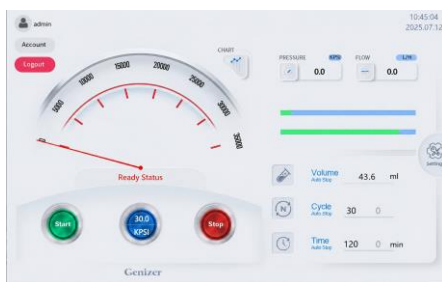 admin
10:45:04
2025.07.12
Account
Logout
CHART
PRESSURE KPSI
FLOW L/H
0.0
0.0
0
5000
10000
15000
20000
25000
30000
35000
Ready Status
Setting
Volume
Auto Stop
43.6 ml
Cycle
Auto Stop
30 0
Time
Auto Stop
120 0 min
N
Start
30.0
KPSI
Stop
Genizer